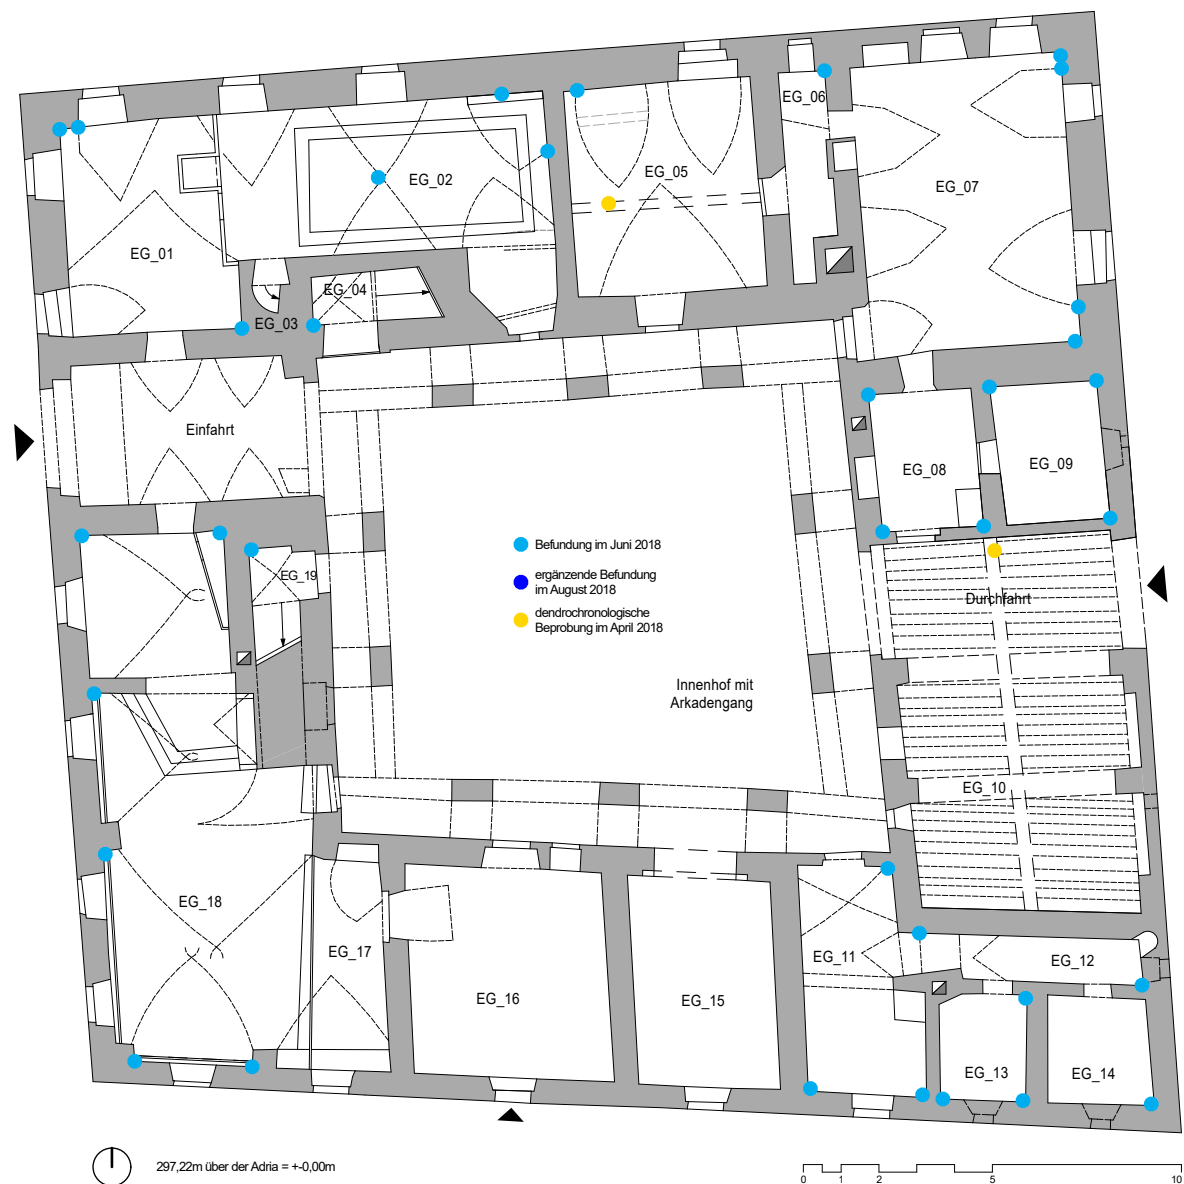 EG_06
EG_05
EG_02
EG_07
EG_01
EG_04
EG_03
Einfahrt
EG_08
EG_09
Befundung im Juni 2018
ergänzende Befundung
im August 2018
dendrochronologische
Beprobung im April 2018
EG_19
Durchfahrt
Innenhof mit
Arkadengang
EG_10
EG_18
EG_17
EG_11
EG_12
EG_16
EG_15
EG_13
EG_14
297,22m über der Adria = +-0,00m
0 1 2 5 10